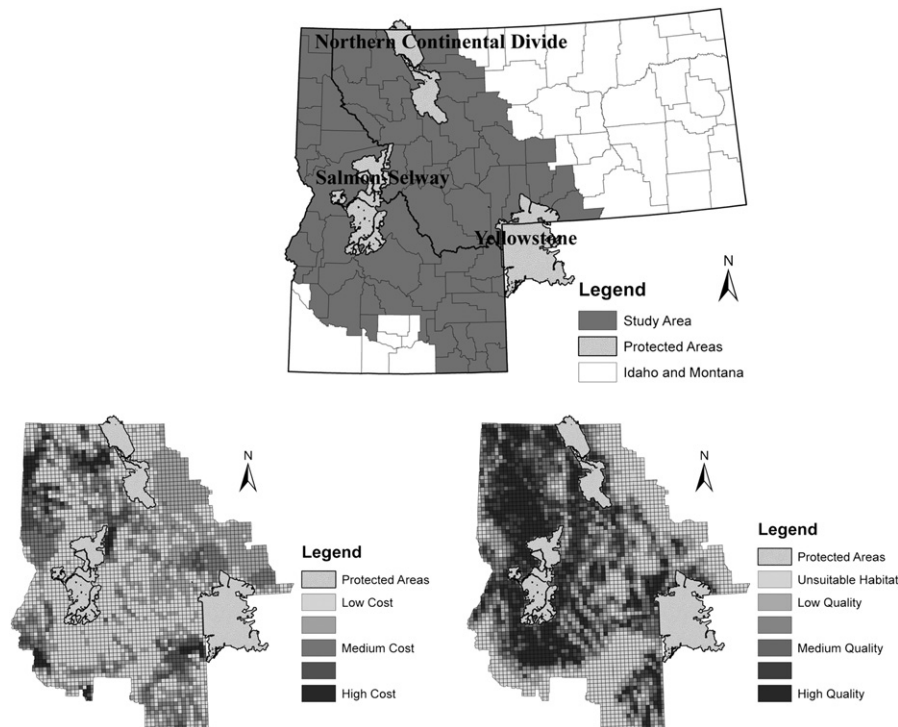 Northern Continental Divide
Salmon-Selway
Yellowstone
N
Legend
Study Area
Protected Areas
Idaho and Montana
N
Legend
Protected Areas
Low Cost
Medium Cost
High Cost
N
Legend
Protected Areas
Unsuitable Habitat
Low Quality
Medium Quality
High Quality